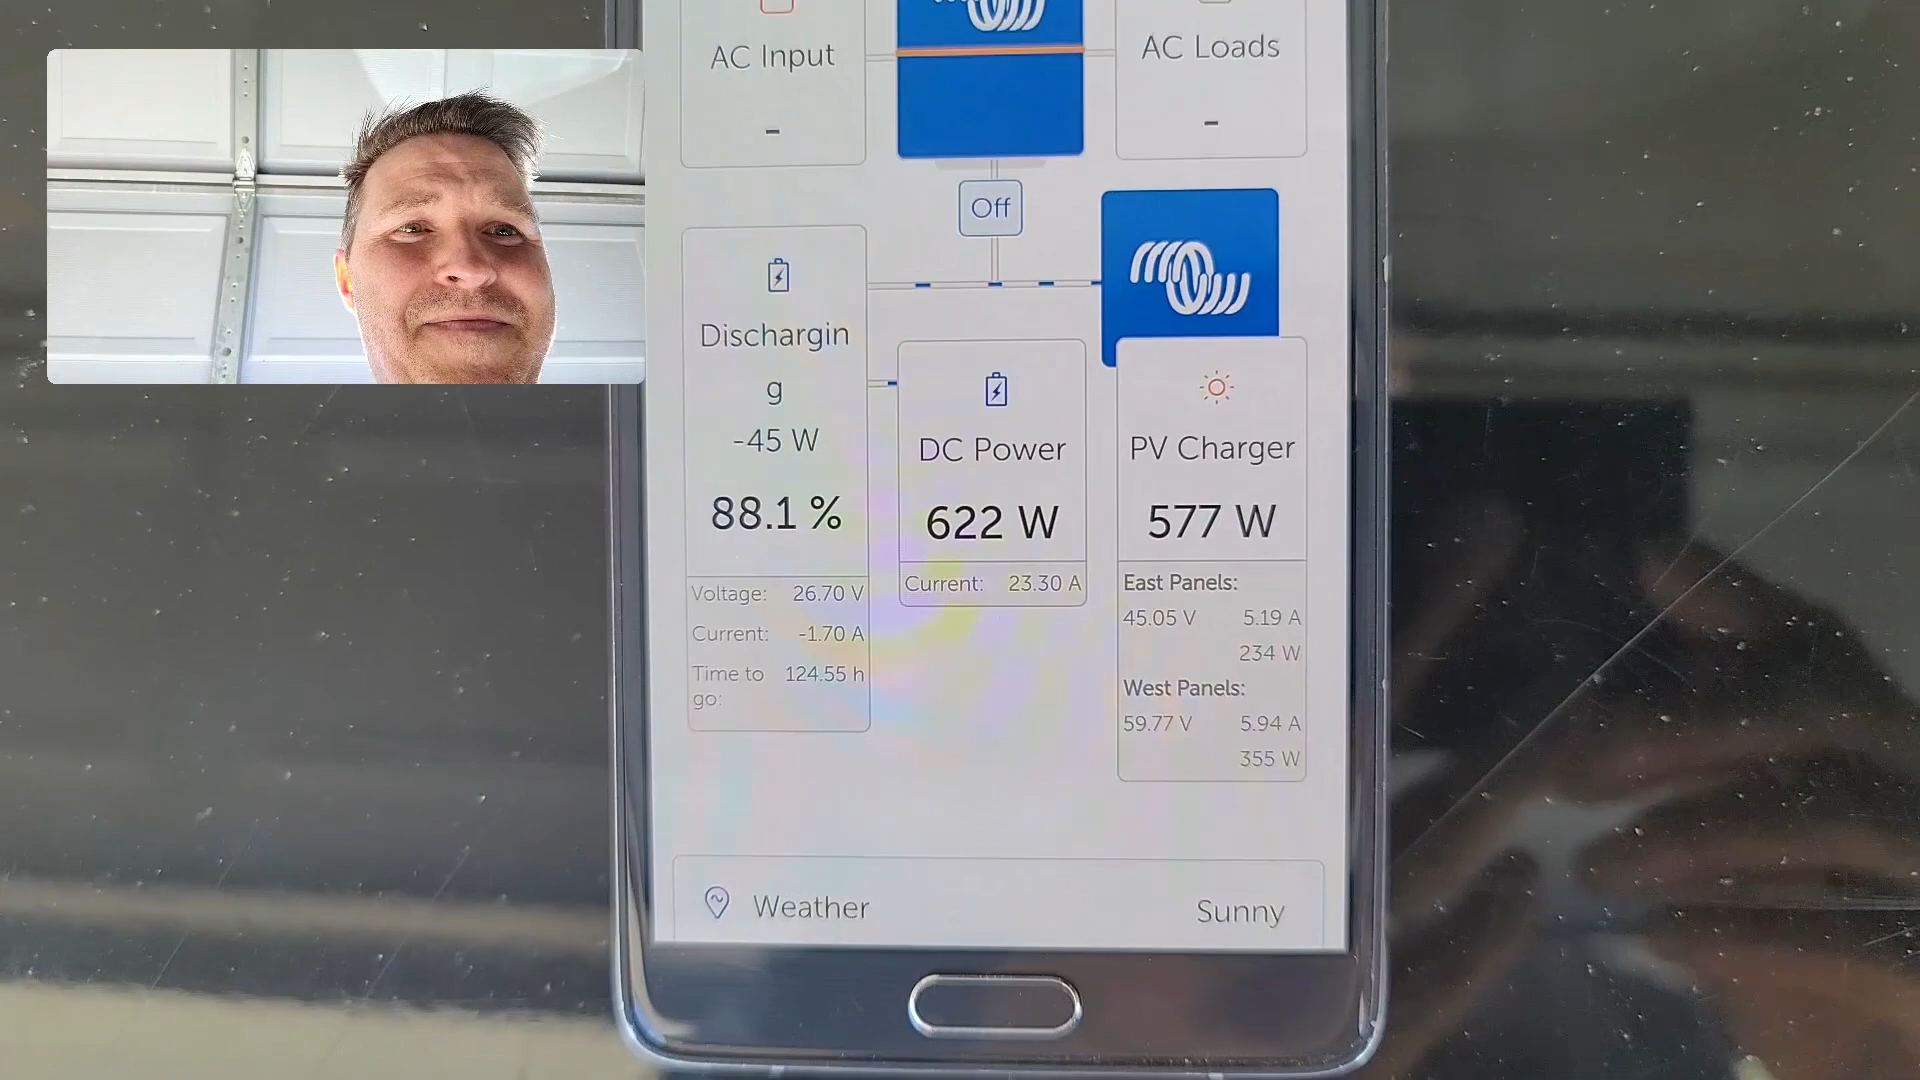 AC Input
-
AC Loads
-
Off
Dischargin
g
-45 W
88.1 %
Voltage: 26.70 V
Current: -1.70 A
Time to go: 124.55 h
DC Power
622 W
Current: 23.30 A
PV Charger
577 W
East Panels:
45.05 V 5.19 A
234 W
West Panels:
59.77 V 5.94 A
355 W
Weather Sunny